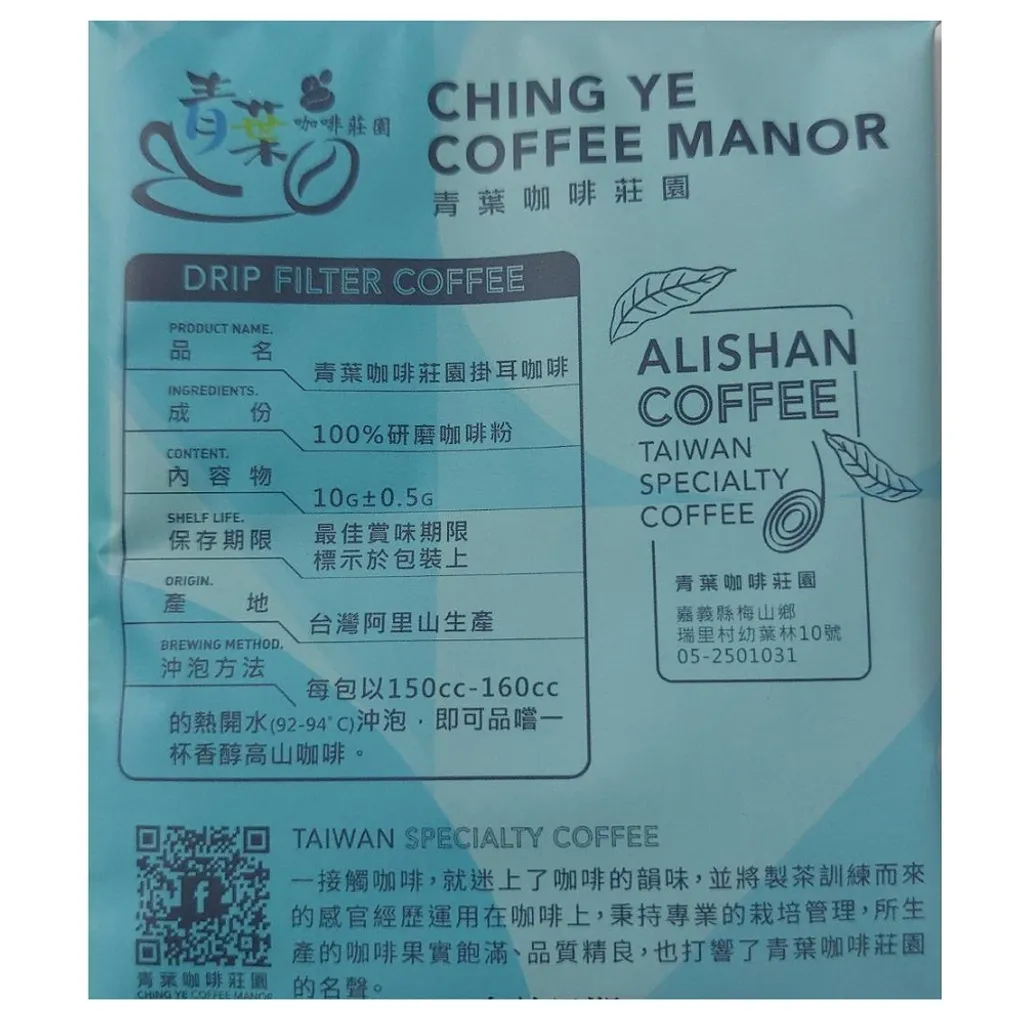 青葉
咖啡莊園
CHING YE
COFFEE MANOR
青葉咖啡莊園
DRIP FILTER COFFEE
PRODUCT NAME.
品名
青葉咖啡莊園掛耳咖啡
INGREDIENTS.
成份
100%研磨咖啡粉
CONTENT.
內容物
10G±0.5G
SHELF LIFE.
保存期限
最佳賞味期限
標示於包裝上
ORIGIN.
產地
台灣阿里山生產
BREWING METHOD.
沖泡方法
每包以150cc-160cc
的熱開水(92-94°C)沖泡，即可品嚐一
杯香醇高山咖啡。
ALISHAN
COFFEE
TAIWAN
SPECIALTY
COFFEE
青葉咖啡莊園
嘉義縣梅山鄉
瑞里村幼葉林10號
05-2501031
TAIWAN SPECIALTY COFFEE
一接觸咖啡，就迷上了咖啡的韻味，並將製茶訓練而來
的感官經歷運用在咖啡上，秉持專業的栽培管理，所生
產的咖啡果實飽滿、品質精良，也打響了青葉咖啡莊園
的名聲。
青葉咖啡莊園
CHING YE COFFEE MANOR